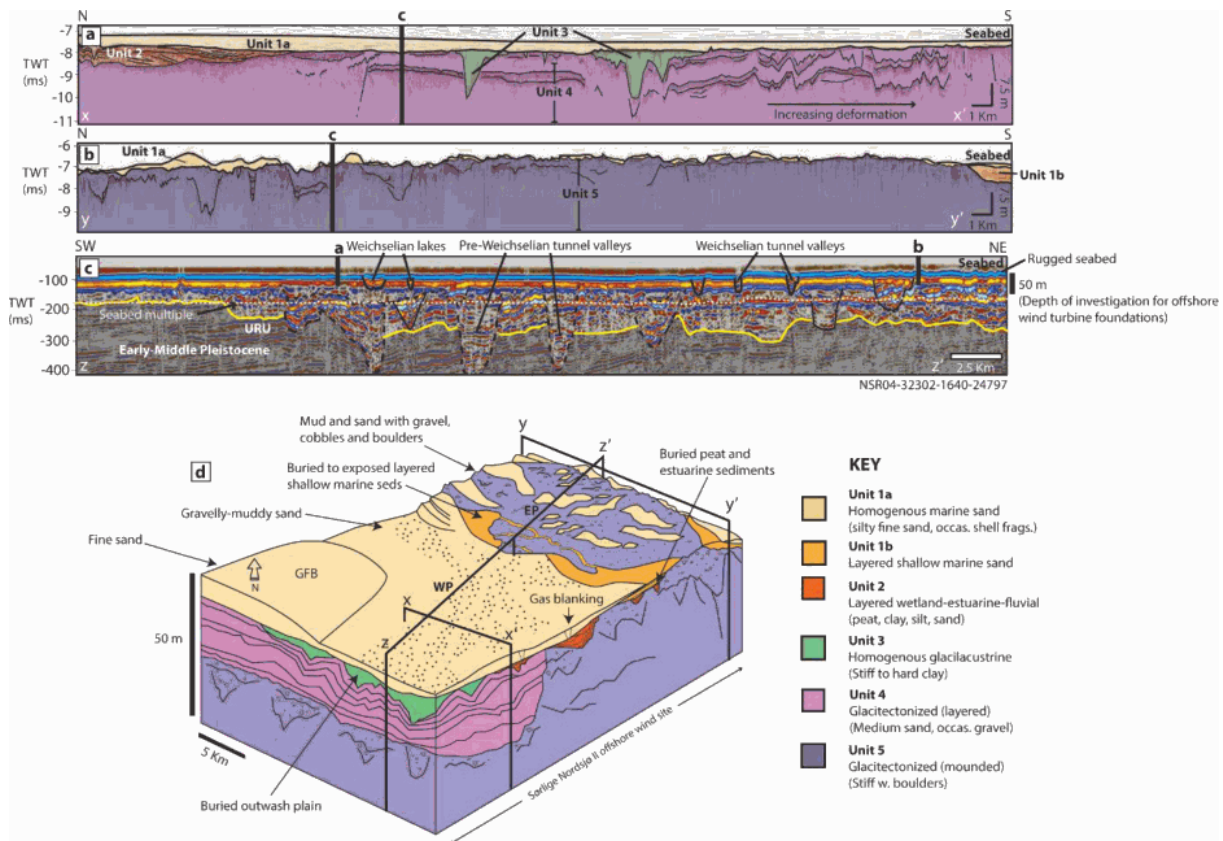 N
c
S
a
Unit 1a
Unit 3
Seabed
Unit 2
TWT
(ms)
-7
-8
-9
-10
-11
Unit 4
7.5 m
1 Km
Increasing deformation
x
x'
N
c
S
b
Unit 1a
Seabed
TWT
(ms)
-6
-7
-8
-9
Unit 5
Unit 1b
7.5 m
1 Km
y
y'
SW
a
Weichselian lakes
Pre-Weichselian tunnel valleys
Weichselian tunnel valleys
b
NE
c
Seabed
Rugged seabed
50 m
(Depth of investigation for offshore
wind turbine foundations)
TWT
(ms)
-100
-200
-300
-400
Seabed multiple
URU
Early-Middle Pleistocene
z
z'
2.5 Km
NSR04-32302-1640-24797
d
Mud and sand with gravel,
cobbles and boulders
Buried to exposed layered
shallow marine seds
Gravelly-muddy sand
Fine sand
y
z'
Buried peat and
estuarine sediments
y'
EP
GFB
N
WP
x
x'
z
Gas blanking
50 m
5 Km
Buried outwash plain
Sørlige Nordsjø II offshore wind site
KEY
Unit 1a
Homogenous marine sand
(silty fine sand, occas. shell frags.)
Unit 1b
Layered shallow marine sand
Unit 2
Layered wetland-estuarine-fluvial
(peat, clay, silt, sand)
Unit 3
Homogenous glacilacustrine
(Stiff to hard clay)
Unit 4
Glacitectonized (layered)
(Medium sand, occas. gravel)
Unit 5
Glacitectonized (mounded)
(Stiff w. boulders)